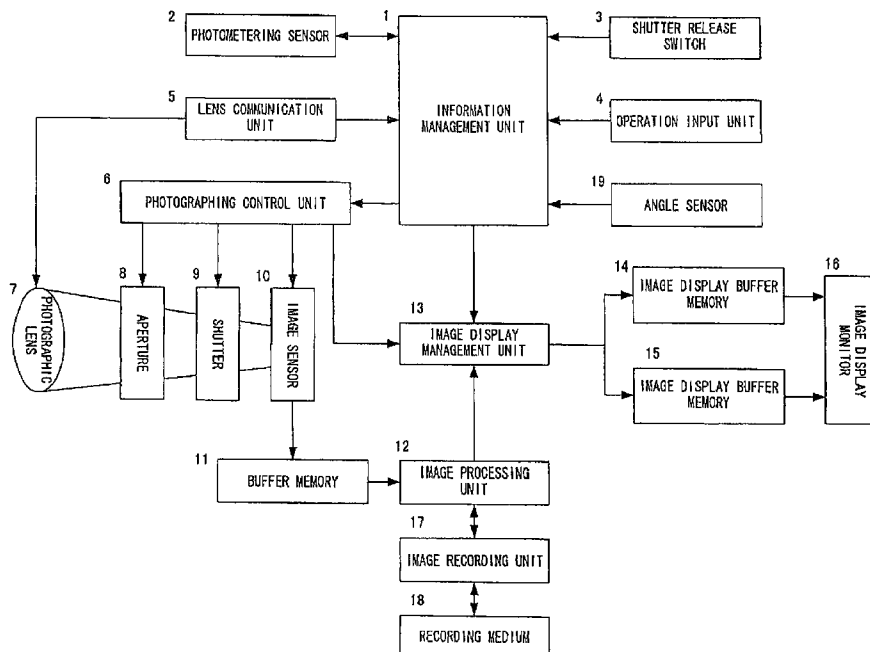 2
PHOTOMETERING SENSOR
1
INFORMATION
MANAGEMENT UNIT
3
SHUTTER RELEASE
SWITCH
5
LENS COMMUNICATION
UNIT
4
OPERATION INPUT UNIT
6
PHOTOGRAPHING CONTROL UNIT
19
ANGLE SENSOR
7
PHOTOGRAPHIC
LENS
8
APERTURE
9
SHUTTER
10
IMAGE SENSOR
13
IMAGE DISPLAY
MANAGEMENT UNIT
14
IMAGE DISPLAY BUFFER
MEMORY
15
IMAGE DISPLAY BUFFER
MEMORY
16
IMAGE DISPLAY
MONITOR
11
BUFFER MEMORY
12
IMAGE PROCESSING
UNIT
17
IMAGE RECORDING UNIT
18
RECORDING MEDIUM